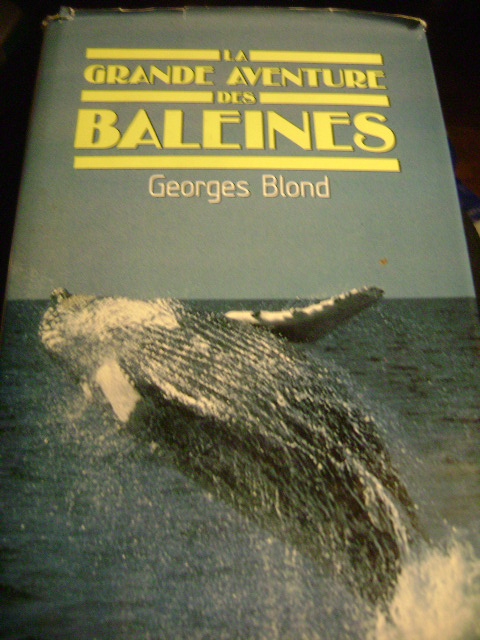 LA
GRANDE AVENTURE
DES
BALEINES
Georges Blond